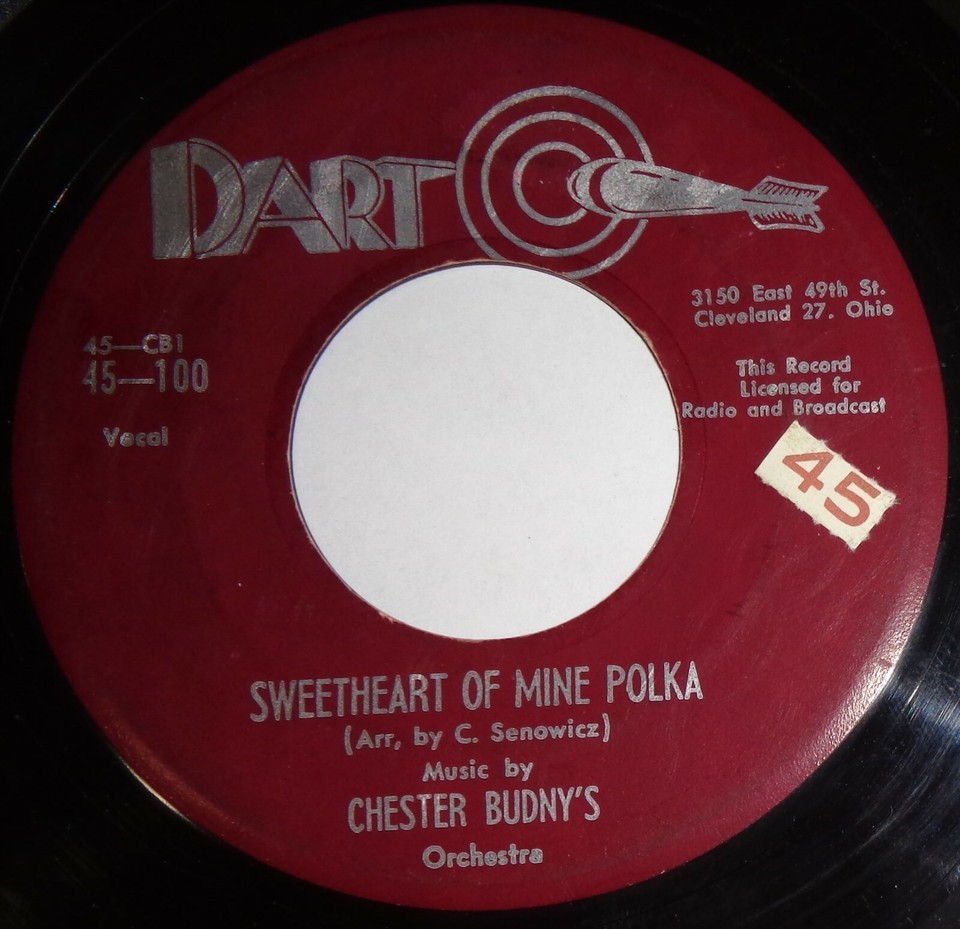 DART
3150 East 49th St.
Cleveland 27. Ohio
45—CB1
45—100
Vocal
This Record
Licensed for
Radio and Broadcast
45
SWEETHEART OF MINE POLKA
(Arr, by C. Senowicz)
Music by
CHESTER BUDNY'S
Orchestra